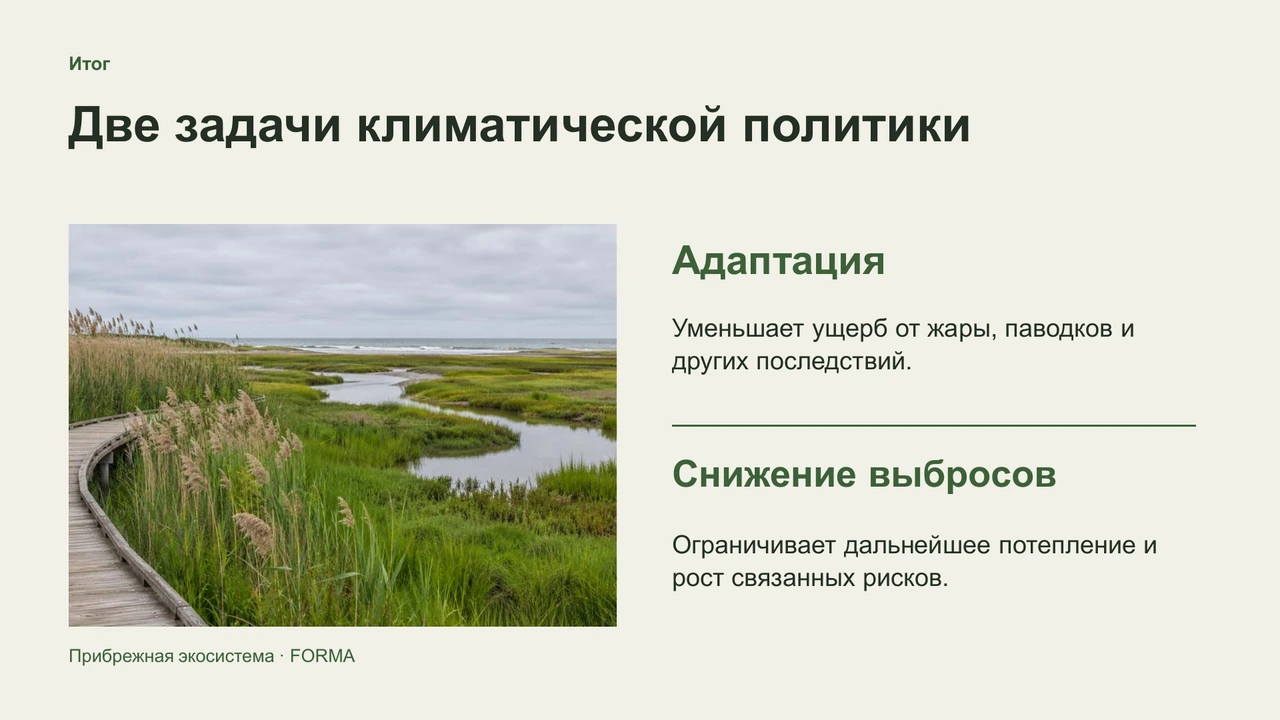 Итог
Две задачи климатической политики
Адаптация
Уменьшает ущерб от жары, паводков и
других последствий.
Снижение выбросов
Ограничивает дальнейшее потепление и
рост связанных рисков.
Прибрежная экосистема · FORMA